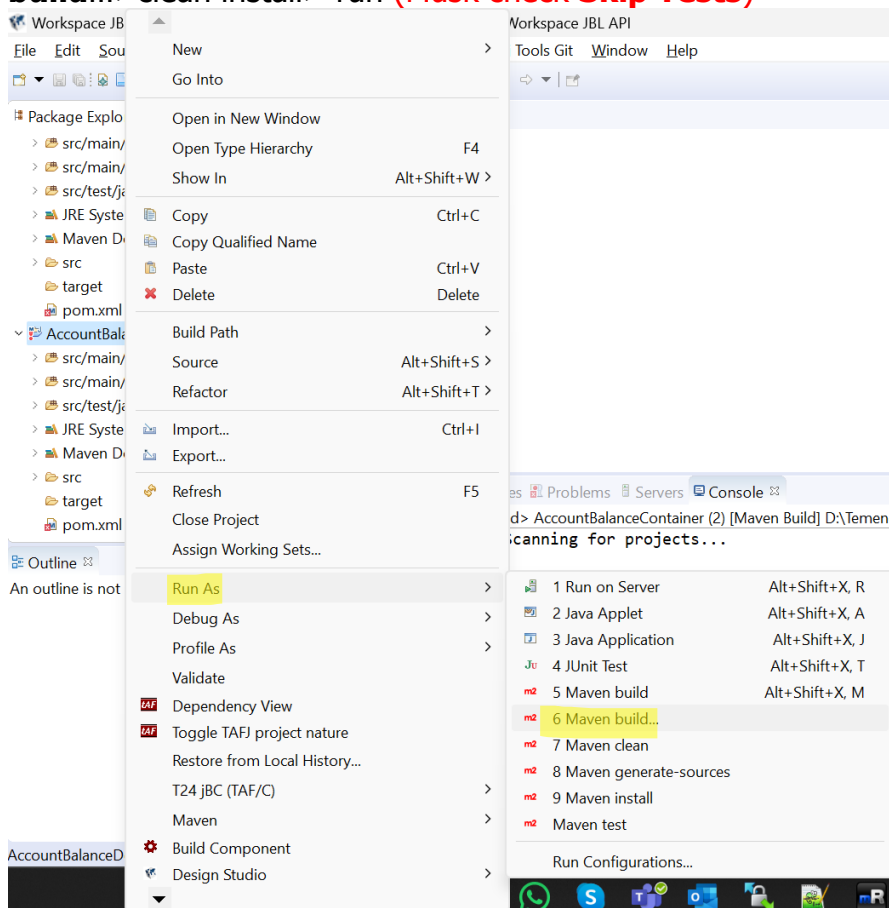 clean install> run (Mask check Skip Tests)
Workspace JB
Workspace JBL API
File Edit Sou
Tools Git Window Help
New
Go Into
Package Explo
Open in New Window
src/main/
Open Type Hierarchy F4
src/main/
Show In Alt+Shift+W >
src/test/ja
JRE Syste
Copy Ctrl+C
Maven De
Copy Qualified Name
src
Paste Ctrl+V
target
Delete Delete
pom.xml
Build Path
AccountBala
src/main/
Source Alt+Shift+S >
src/main/
Refactor Alt+Shift+T >
src/test/ja
JRE Syste
Import... Ctrl+I
Maven De
Export...
src
Refresh F5
target
Close Project
pom.xml
Assign Working Sets...
es Problems Servers Console
d> AccountBalanceContainer (2) [Maven Build] D:\Temen
Scanning for projects...
Outline
An outline is not
Run As
Debug As
Profile As
Validate
Dependency View
Toggle TAFJ project nature
Restore from Local History...
T24 jBC (TAF/C)
Maven
Build Component
Design Studio
1 Run on Server Alt+Shift+X, R
2 Java Applet Alt+Shift+X, A
3 Java Application Alt+Shift+X, J
4 JUnit Test Alt+Shift+X, T
5 Maven build Alt+Shift+X, M
6 Maven build...
7 Maven clean
8 Maven generate-sources
9 Maven install
Maven test
Run Configurations...
AccountBalanceD